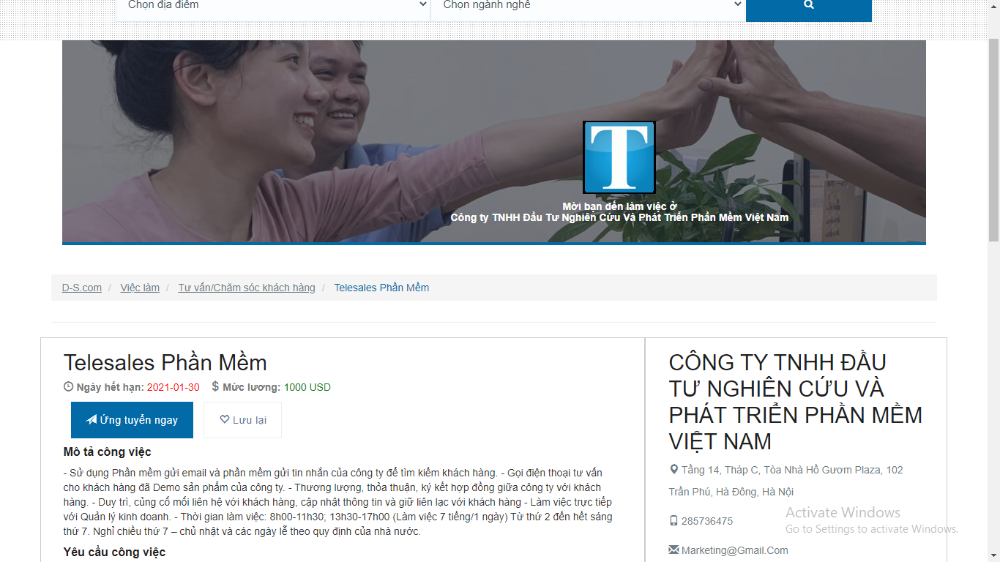 Chọn địa điểm
Chọn ngành nghề
T
Mời bạn đến làm việc ở
Công ty TNHH Đầu Tư Nghiên Cứu Và Phát Triển Phần Mềm Việt Nam
D-S.com / Việc làm / Tư vấn/Chăm sóc khách hàng / Telesales Phần Mềm
Telesales Phần Mềm
Ngày hết hạn: 2021-01-30 $ Mức lương: 1000 USD
Ứng tuyển ngay
Lưu lại
Mô tả công việc
- Sử dụng Phần mềm gửi email và phần mềm gửi tin nhắn của công ty để tìm kiếm khách hàng. - Gọi điện thoại tư vấn
cho khách hàng đã Demo sản phẩm của công ty. - Thương lượng, thỏa thuận, ký kết hợp đồng giữa công ty với khách
hàng. - Duy trì, củng cố mối liên hệ với khách hàng, cập nhật thông tin và giữ liên lạc với khách hàng - Làm việc trực tiếp
với Quản lý kinh doanh. - Thời gian làm việc: 8h00-11h30; 13h30-17h00 (Làm việc 7 tiếng/1 ngày) Từ thứ 2 đến hết sáng
thứ 7. Nghỉ chiều thứ 7 – chủ nhật và các ngày lễ theo quy định của nhà nước.
Yêu cầu công việc
CÔNG TY TNHH ĐẦU
TƯ NGHIÊN CỨU VÀ
PHÁT TRIỂN PHẦN MỀM
VIỆT NAM
Tầng 14, Tháp C, Tòa Nhà Hồ Gươm Plaza, 102
Trần Phú, Hà Đông, Hà Nội
285736475
Marketing@Gmail.Com
Activate Windows
Go to Settings to activate Windows.